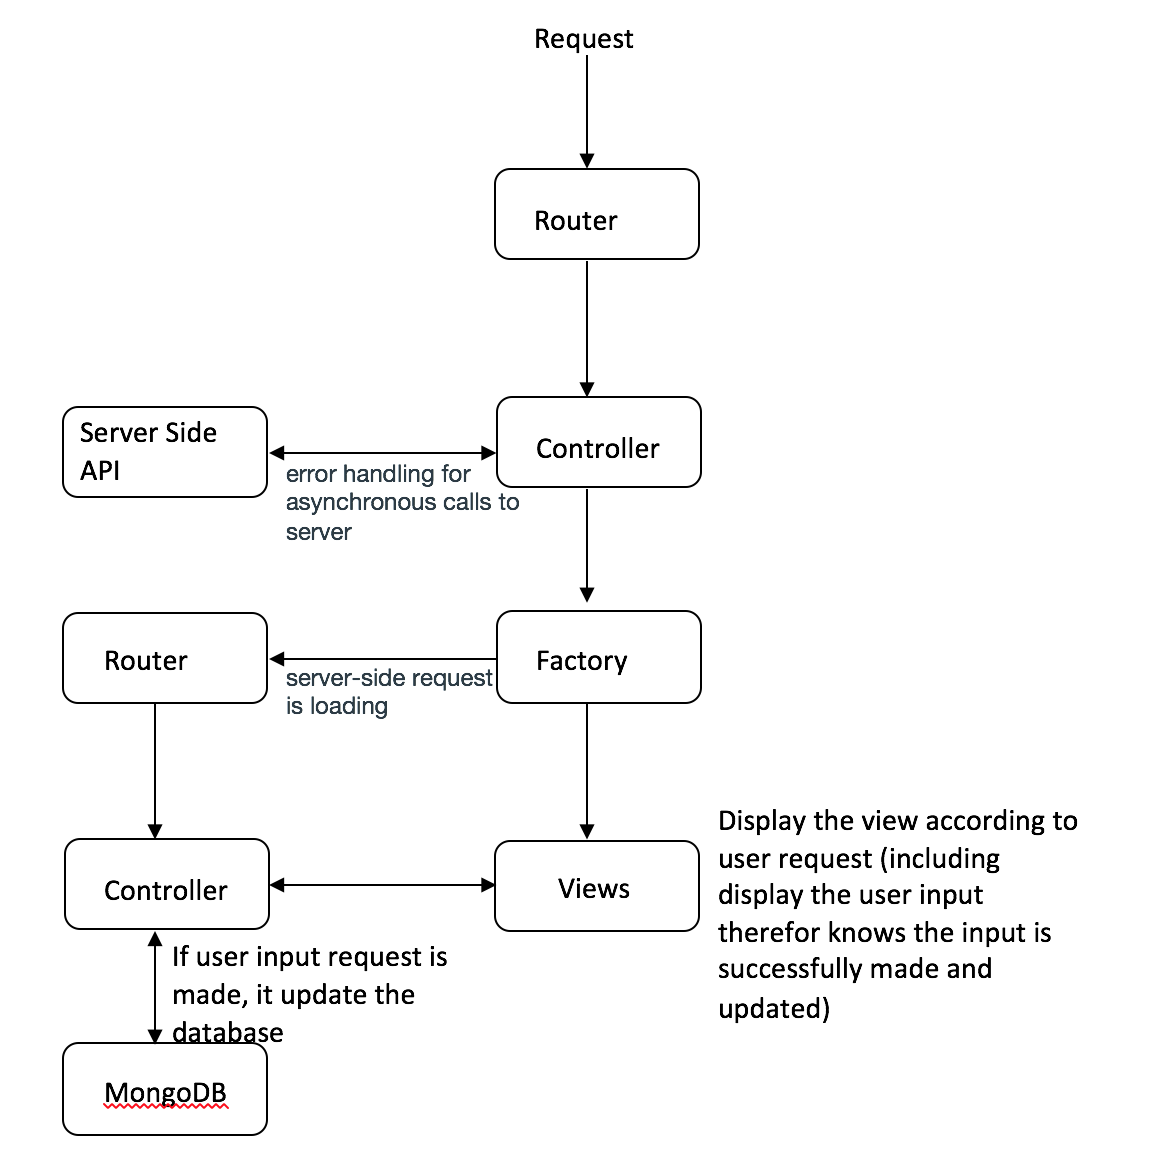 Request
Router
Server Side
API
Controller
error handling for
asynchronous calls to
server
Router
Factory
server-side request
is loading
Controller
Views
Display the view according to
user request (including
display the user input
therefor knows the input is
successfully made and
updated)
If user input request is
made, it update the
database
MongoDB